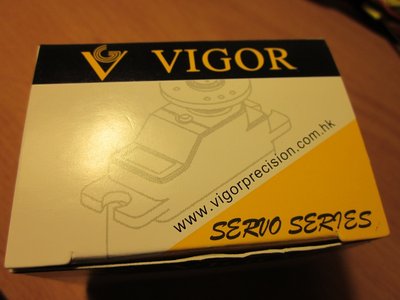 VIGOR
www.vigorprecision.com.hk
SERVO SERIES